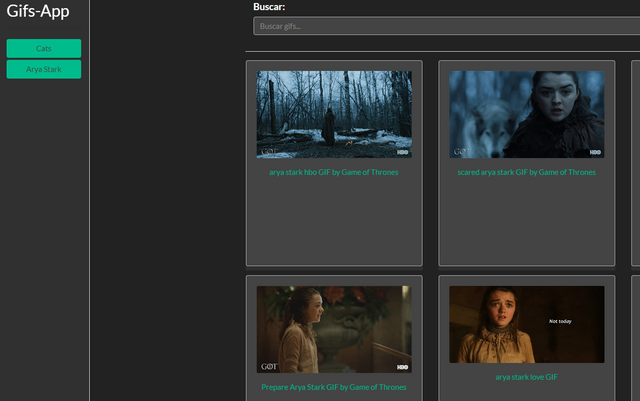 Gifs-App
Cats
Arya Stark
Buscar:
Buscar gifs...
GOT
HBO
arya stark hbo GIF by Game of Thrones
GOT
HBO
scared arya stark GIF by Game of Thrones
GOT
HBO
Prepare Arya Stark GIF by Game of Thrones
Not today
arya stark love GIF